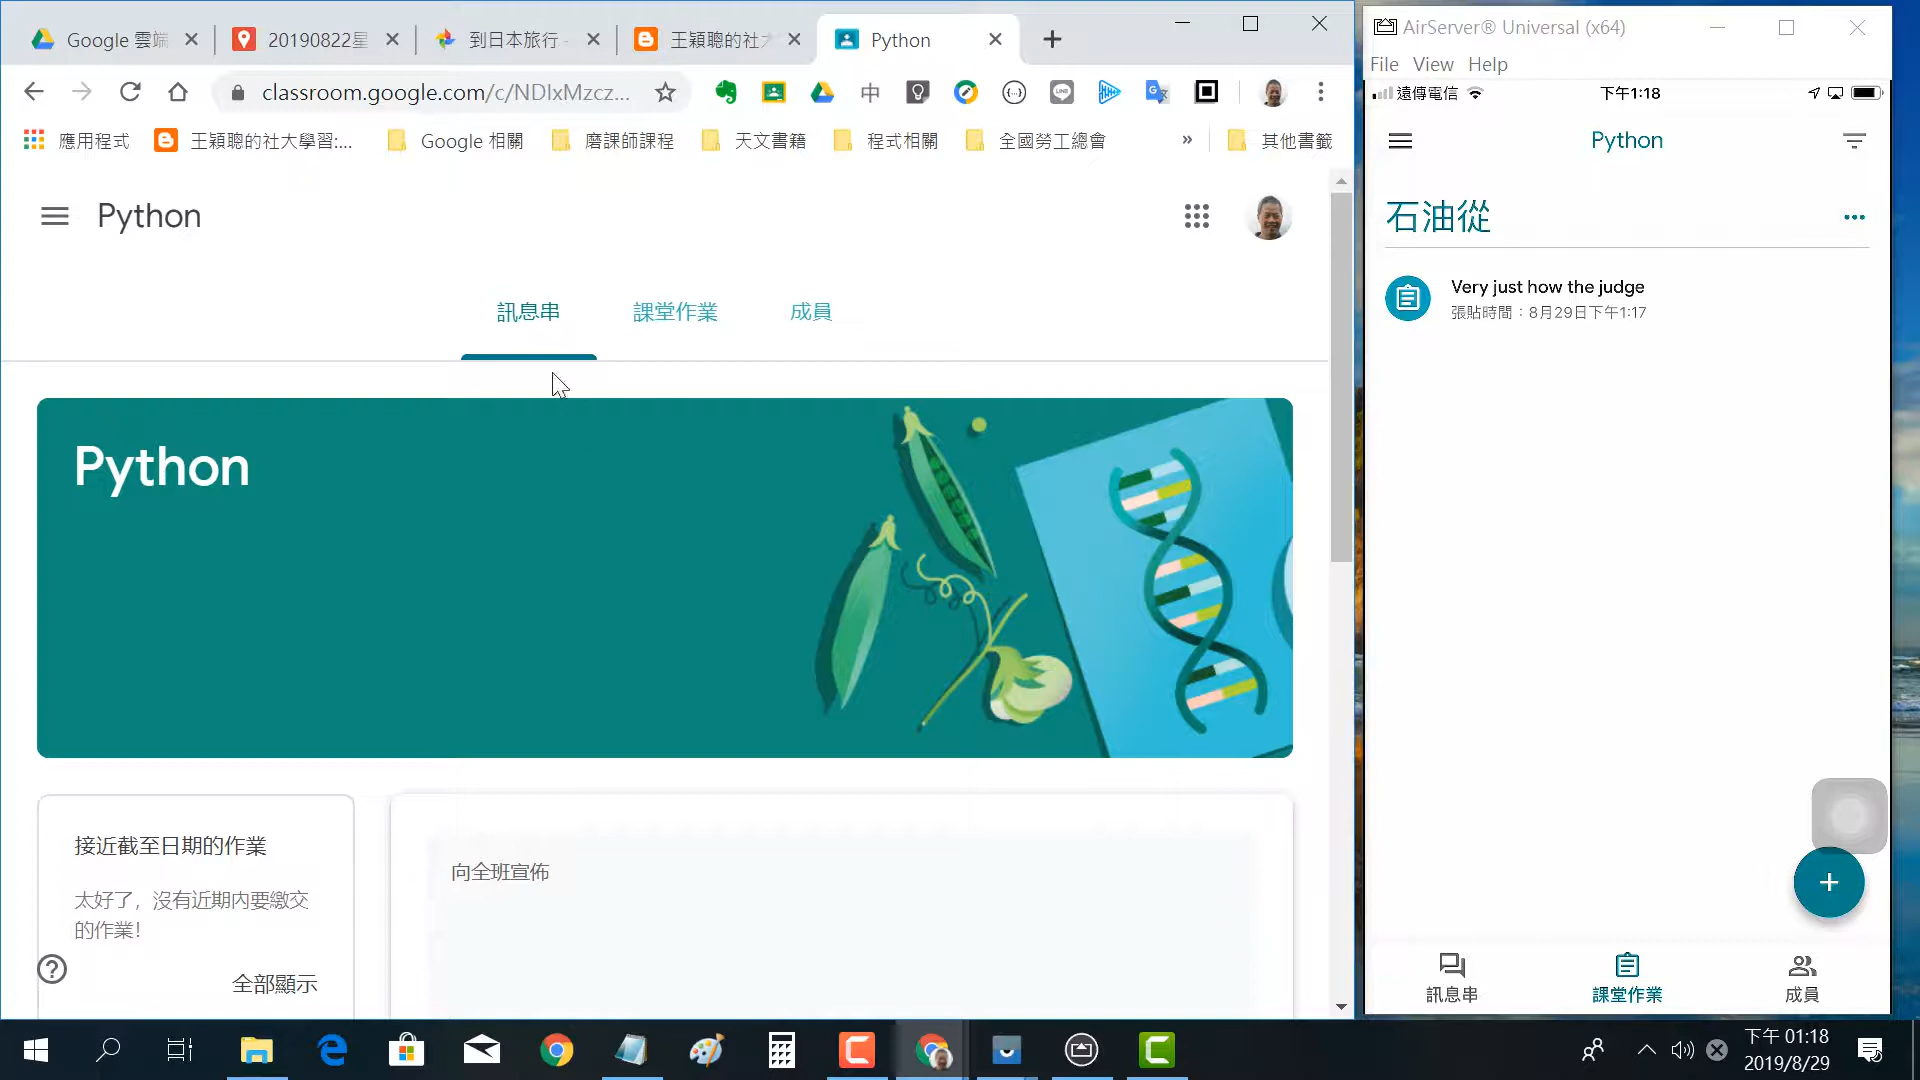 Google 雲端
20190822星
到日本旅行 -
王穎聰的社大
Python
classroom.google.com/c/NDIxMzcz...
應用程式
王穎聰的社大學習:...
Google 相關
磨課師課程
天文書籍
程式相關
全國勞工總會
»
其他書籤
Python
訊息串
課堂作業
成員
Python
接近截至日期的作業
太好了，沒有近期內要繳交
的作業！
全部顯示
向全班宣佈
AirServer® Universal (x64)
File View Help
遠傳電信
下午1:18
Python
石油從
Very just how the judge
張貼時間：8月29日下午1:17
訊息串
課堂作業
成員
下午 01:18
2019/8/29